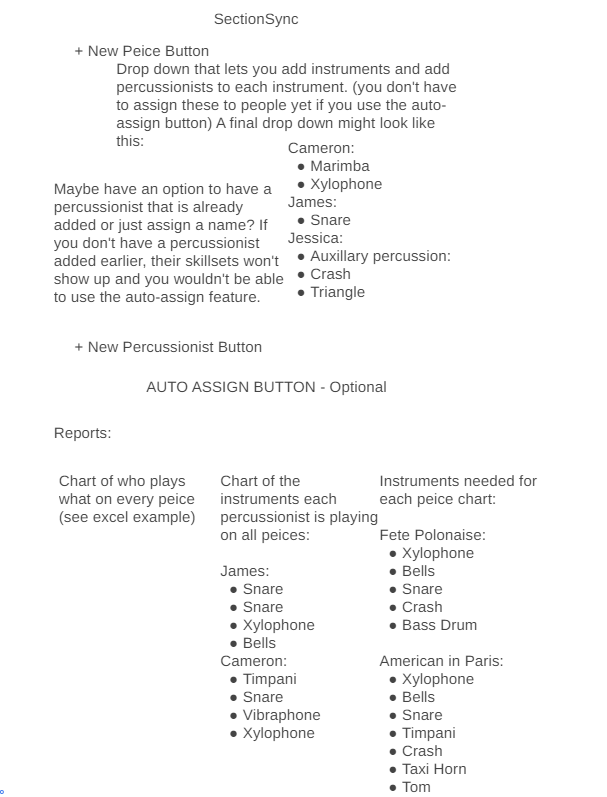 SectionSync
+ New Peice Button
Drop down that lets you add instruments and add
percussionists to each instrument. (you don't have
to assign these to people yet if you use the auto-
assign button) A final drop down might look like
this:
Cameron:
● Marimba
● Xylophone
James:
● Snare
Jessica:
● Auxillary percussion:
● Crash
● Triangle
Maybe have an option to have a
percussionist that is already
added or just assign a name? If
you don't have a percussionist
added earlier, their skillsets won't
show up and you wouldn't be able
to use the auto-assign feature.
+ New Percussionist Button
AUTO ASSIGN BUTTON - Optional
Reports:
Chart of who plays
what on every peice
(see excel example)
Chart of the
instruments each
percussionist is playing
on all peices:
James:
● Snare
● Snare
● Xylophone
● Bells
Cameron:
● Timpani
● Snare
● Vibraphone
● Xylophone
Instruments needed for
each peice chart:
Fete Polonaise:
● Xylophone
● Bells
● Snare
● Crash
● Bass Drum
American in Paris:
● Xylophone
● Bells
● Snare
● Timpani
● Crash
● Taxi Horn
● Tom